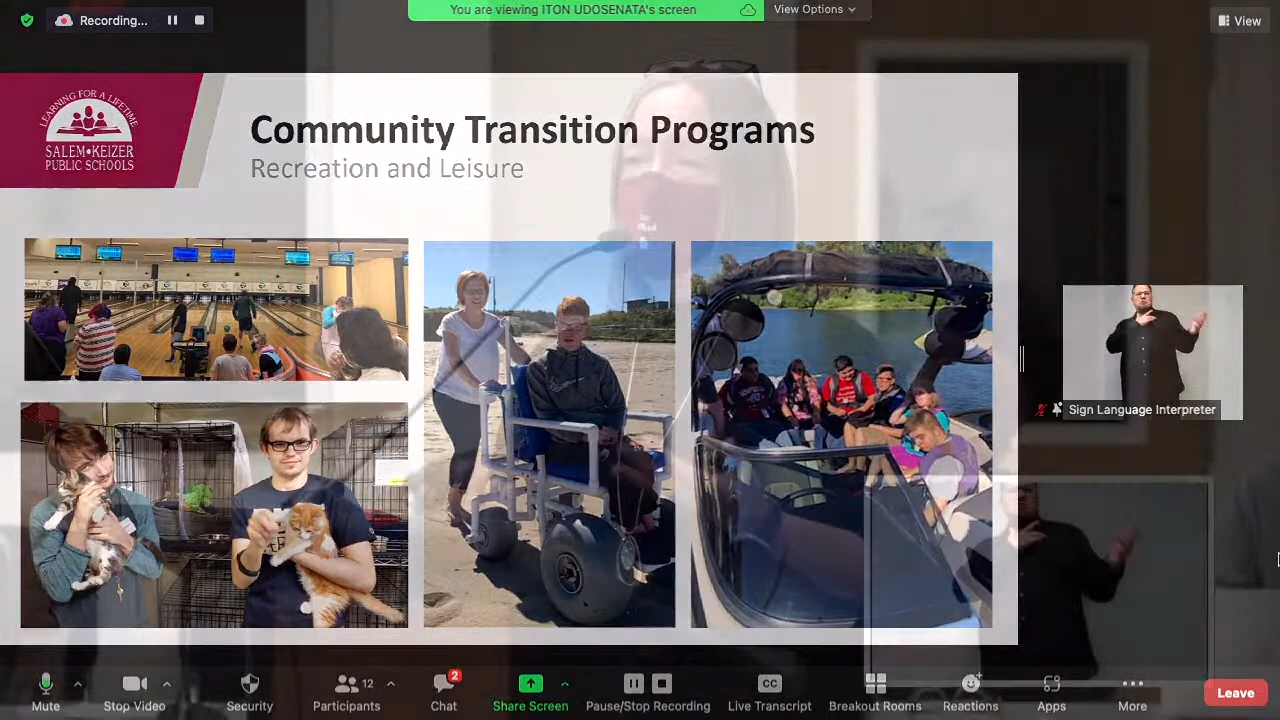 Recording...
You are viewing ITON UDOSENATA's screen
View Options
View
LEARNING FOR A LIFETIME
SALEM•KEIZER
PUBLIC SCHOOLS
Community Transition Programs
Recreation and Leisure
Sign Language Interpreter
Mute
Stop Video
Security
12
Participants
2
Chat
Share Screen
Pause/Stop Recording
CC
Live Transcript
Breakout Rooms
Reactions
Apps
More
Leave